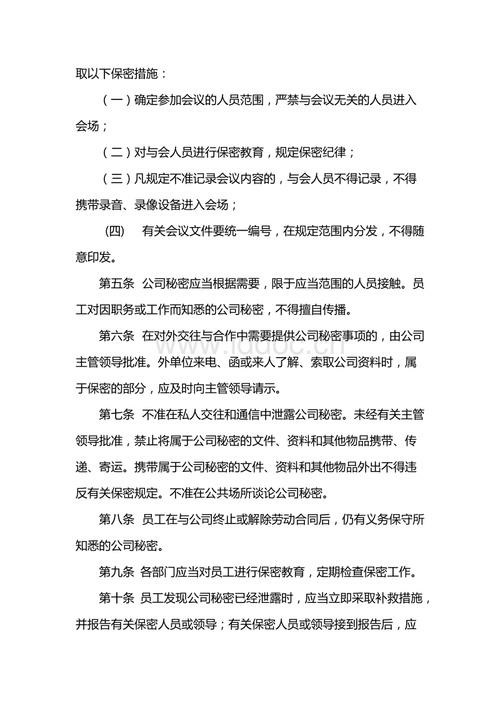 取以下保密措施：
（一）确定参加会议的人员范围，严禁与会议无关的人员进入
会场；
（二）对与会人员进行保密教育，规定保密纪律；
（三）凡规定不准记录会议内容的，与会人员不得记录，不得
携带录音、录像设备进入会场；
(四)　有关会议文件要统一编号，在规定范围内分发，不得随
意印发。
第五条 公司秘密应当根据需要，限于应当范围的人员接触。员
工对因职务或工作而知悉的公司秘密，不得擅自传播。
第六条 在对外交往与合作中需要提供公司秘密事项的，由公司
主管领导批准。外单位来电、函或来人了解、索取公司资料时，属
于保密的部分，应及时向主管领导请示。
第七条 不准在私人交往和通信中泄露公司秘密。未经有关主管
领导批准，禁止将属于公司秘密的文件、资料和其他物品携带、传
递、寄运。携带属于公司秘密的文件、资料和其他物品外出不得违
反有关保密规定。不准在公共场所谈论公司秘密。
第八条 员工在与公司终止或解除劳动合同后，仍有义务保守所
知悉的公司秘密。
第九条 各部门应当对员工进行保密教育，定期检查保密工作。
第十条 员工发现公司秘密已经泄露时，应当立即采取补救措施，
并报告有关保密人员或领导；有关保密人员或领导接到报告后，应